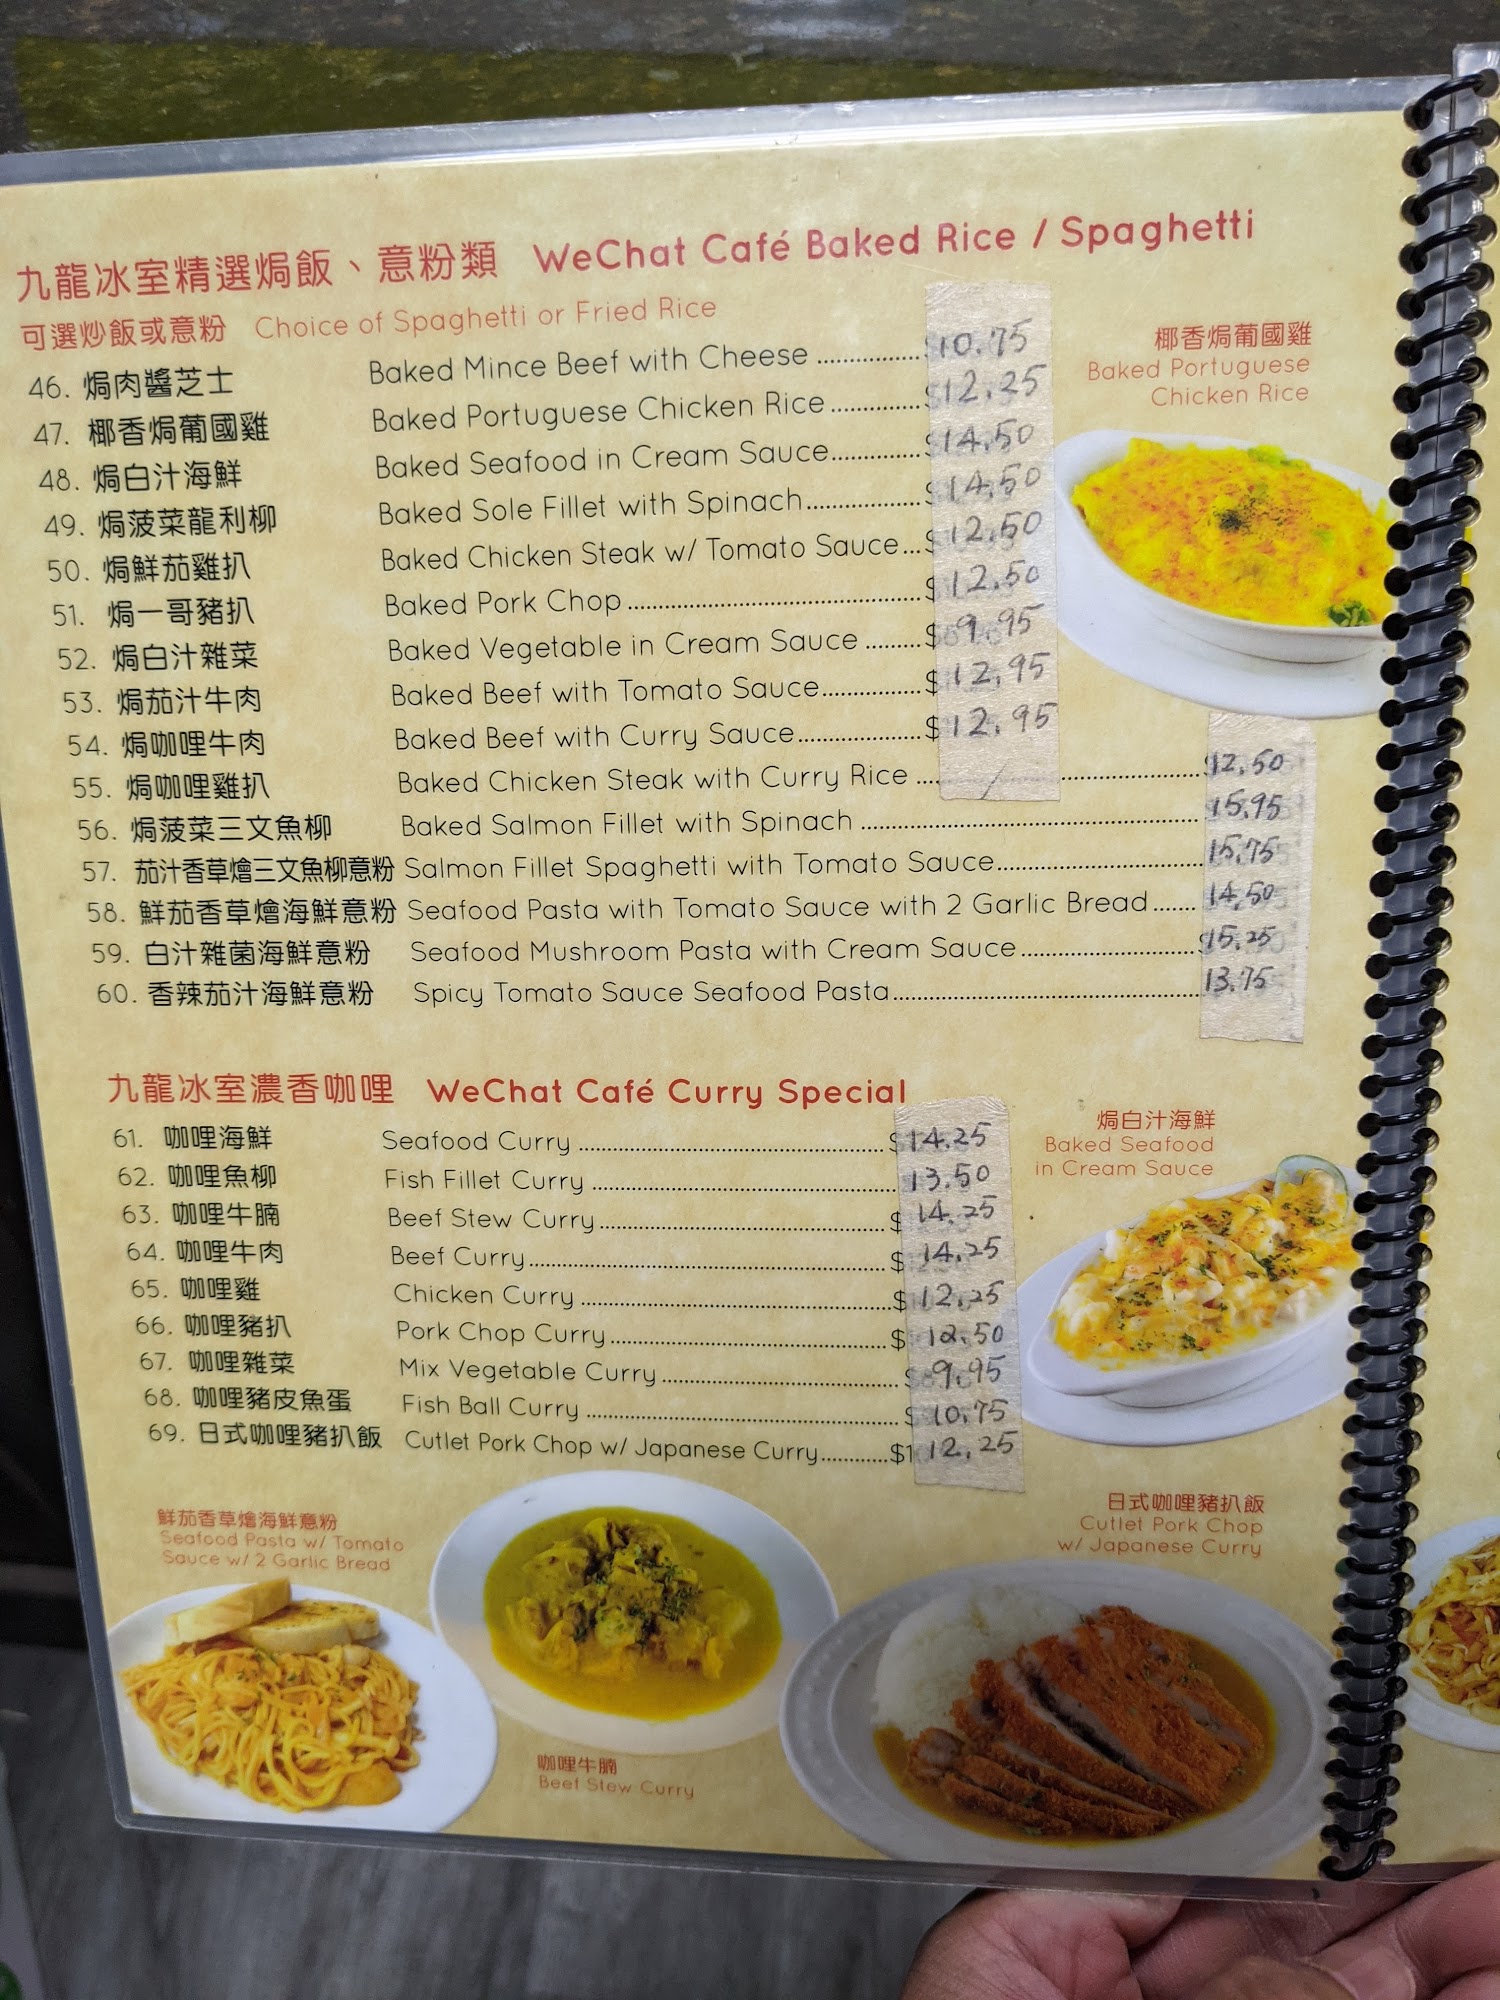 九龍冰室精選焗飯、意粉類 WeChat Café Baked Rice / Spaghetti
可選炒飯或意粉 Choice of Spaghetti or Fried Rice
46. 焗肉醬芝士 Baked Mince Beef with Cheese ............... $10.75
47. 椰香焗葡國雞 Baked Portuguese Chicken Rice ............. $12.25
48. 焗白汁海鮮 Baked Seafood in Cream Sauce............. $14.50
49. 焗菠菜龍利柳 Baked Sole Fillet with Spinach................ $14.50
50. 焗鮮茄雞扒 Baked Chicken Steak w/ Tomato Sauce... $12.50
51. 焗一哥豬扒 Baked Pork Chop .......................................... $12.50
52. 焗白汁雜菜 Baked Vegetable in Cream Sauce ........ $9.95
53. 焗茄汁牛肉 Baked Beef with Tomato Sauce.............. $12.95
54. 焗咖哩牛肉 Baked Beef with Curry Sauce.................. $12.95
55. 焗咖哩雞扒 Baked Chicken Steak with Curry Rice ........................ $12.50
56. 焗菠菜三文魚柳 Baked Salmon Fillet with Spinach ................................................ 15.95
57. 茄汁香草燴三文魚柳意粉 Salmon Fillet Spaghetti with Tomato Sauce.............................. 15.75
58. 鮮茄香草燴海鮮意粉 Seafood Pasta with Tomato Sauce with 2 Garlic Bread....... 14.50
59. 白汁雜菌海鮮意粉 Seafood Mushroom Pasta with Cream Sauce......................... $15.25
60. 香辣茄汁海鮮意粉 Spicy Tomato Sauce Seafood Pasta............................................ 13.75
椰香焗葡國雞
Baked Portuguese
Chicken Rice
九龍冰室濃香咖哩 WeChat Café Curry Special
61. 咖哩海鮮 Seafood Curry ................................................ $14.25
62. 咖哩魚柳 Fish Fillet Curry ............................................... 13.50
63. 咖哩牛腩 Beef Stew Curry............................................ $14.25
64. 咖哩牛肉 Beef Curry........................................................ $14.25
65. 咖哩雞 Chicken Curry ................................................ $12.25
66. 咖哩豬扒 Pork Chop Curry........................................... $12.50
67. 咖哩雜菜 Mix Vegetable Curry .................................... $9.95
68. 咖哩豬皮魚蛋 Fish Ball Curry ................................................ $10.75
69. 日式咖哩豬扒飯 Cutlet Pork Chop w/ Japanese Curry............$1 12.25
焗白汁海鮮
Baked Seafood
in Cream Sauce
鮮茄香草燴海鮮意粉
Seafood Pasta w/ Tomato
Sauce w/ 2 Garlic Bread
咖哩牛腩
Beef Stew Curry
日式咖哩豬扒飯
Cutlet Pork Chop
w/ Japanese Curry